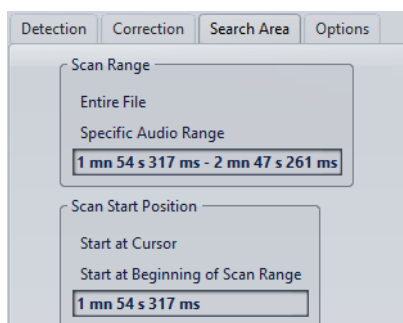 Detection Correction Search Area Options
Scan Range
Entire File
Specific Audio Range
1 mn 54 s 317 ms - 2 mn 47 s 261 ms
Scan Start Position
Start at Cursor
Start at Beginning of Scan Range
1 mn 54 s 317 ms